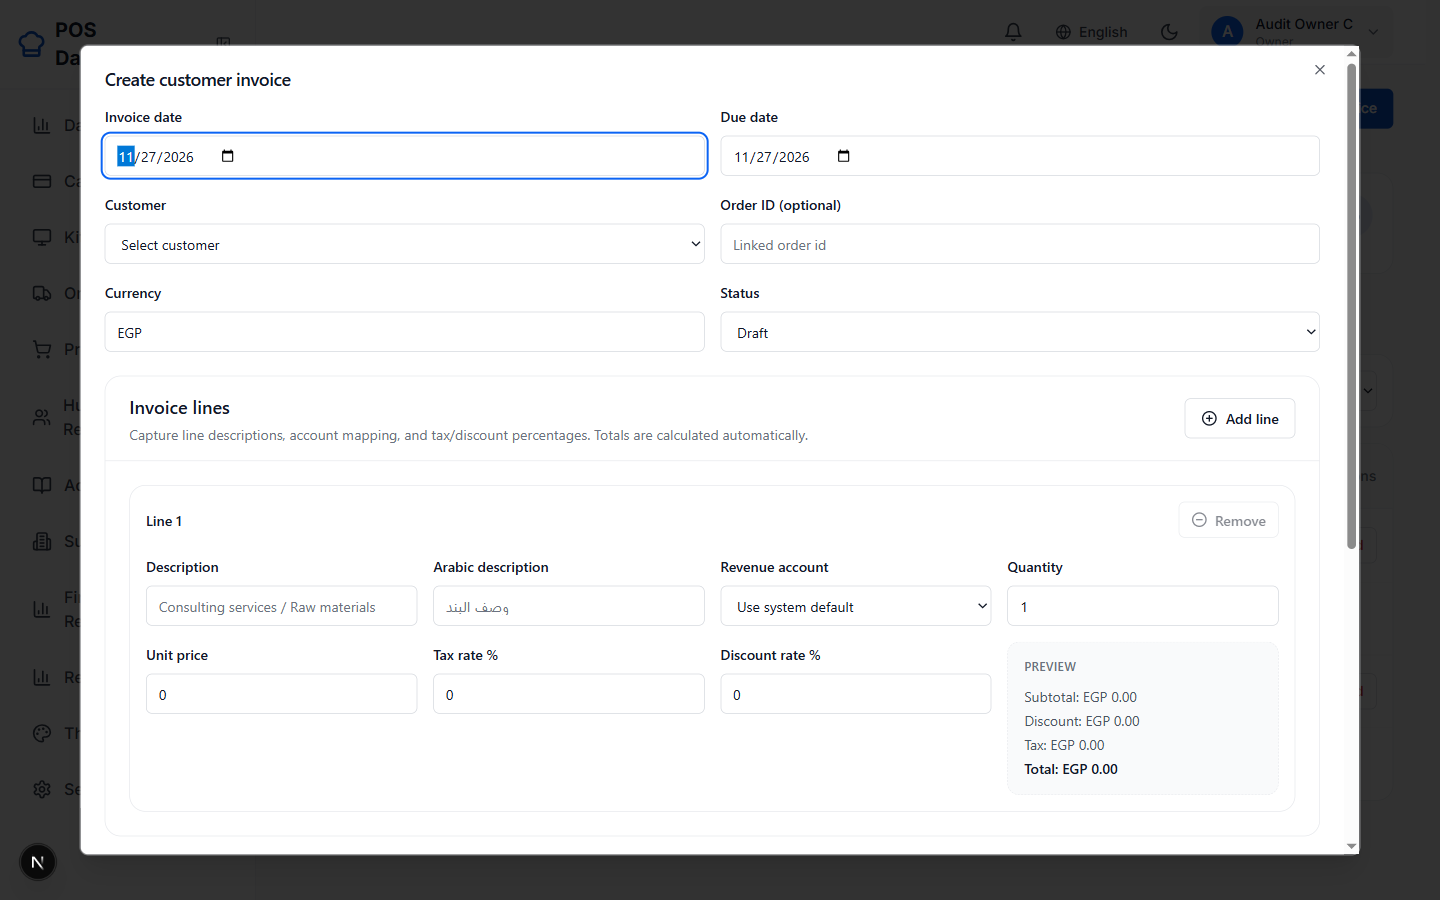 POS
Da
English
A
Audit Owner C
Owner
Create customer invoice
Invoice date
Due date
11/27/2026
11/27/2026
Customer
Order ID (optional)
Select customer
Linked order id
Currency
Status
EGP
Draft
Invoice lines
Capture line descriptions, account mapping, and tax/discount percentages. Totals are calculated automatically.
Add line
Line 1
Remove
Description
Arabic description
Revenue account
Quantity
Consulting services / Raw materials
وصف البند
Use system default
1
Unit price
Tax rate %
Discount rate %
0
0
0
PREVIEW
Subtotal: EGP 0.00
Discount: EGP 0.00
Tax: EGP 0.00
Total: EGP 0.00
N